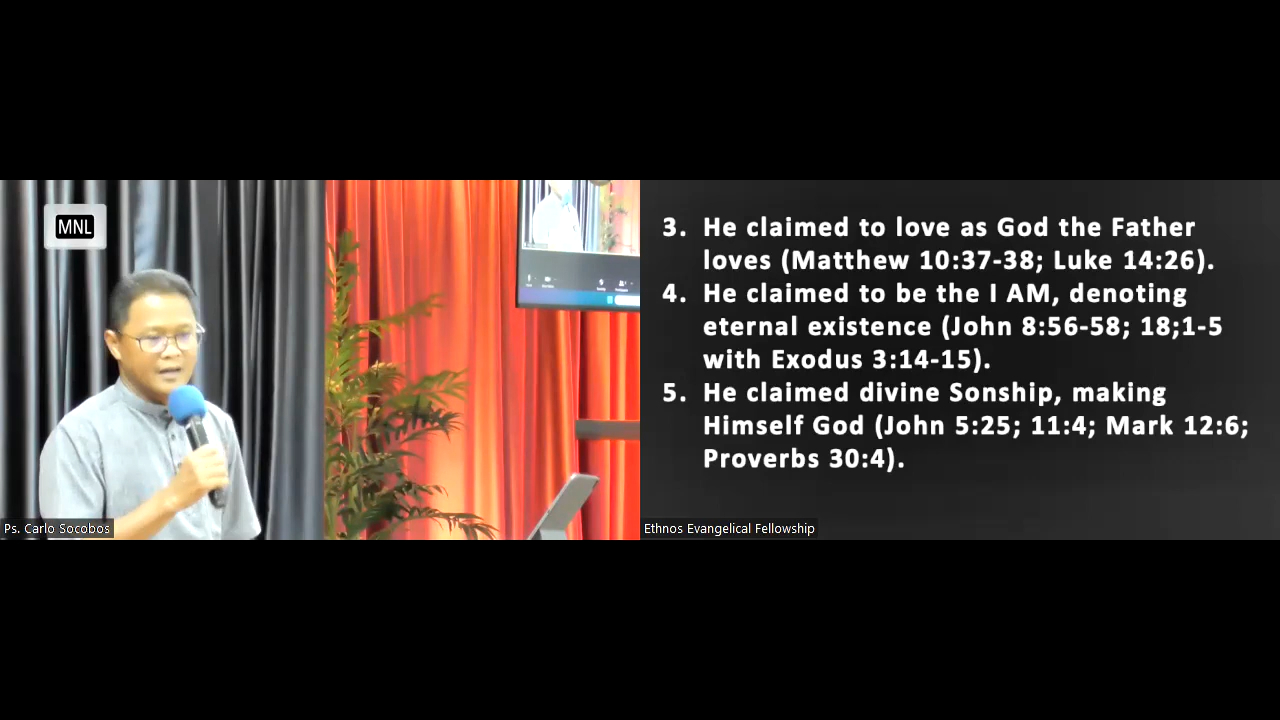 MNL
Ps. Carlo Socobos
3. He claimed to love as God the Father
loves (Matthew 10:37-38; Luke 14:26).
4. He claimed to be the I AM, denoting
eternal existence (John 8:56-58; 18;1-5
with Exodus 3:14-15).
5. He claimed divine Sonship, making
Himself God (John 5:25; 11:4; Mark 12:6;
Proverbs 30:4).
Ethnos Evangelical Fellowship